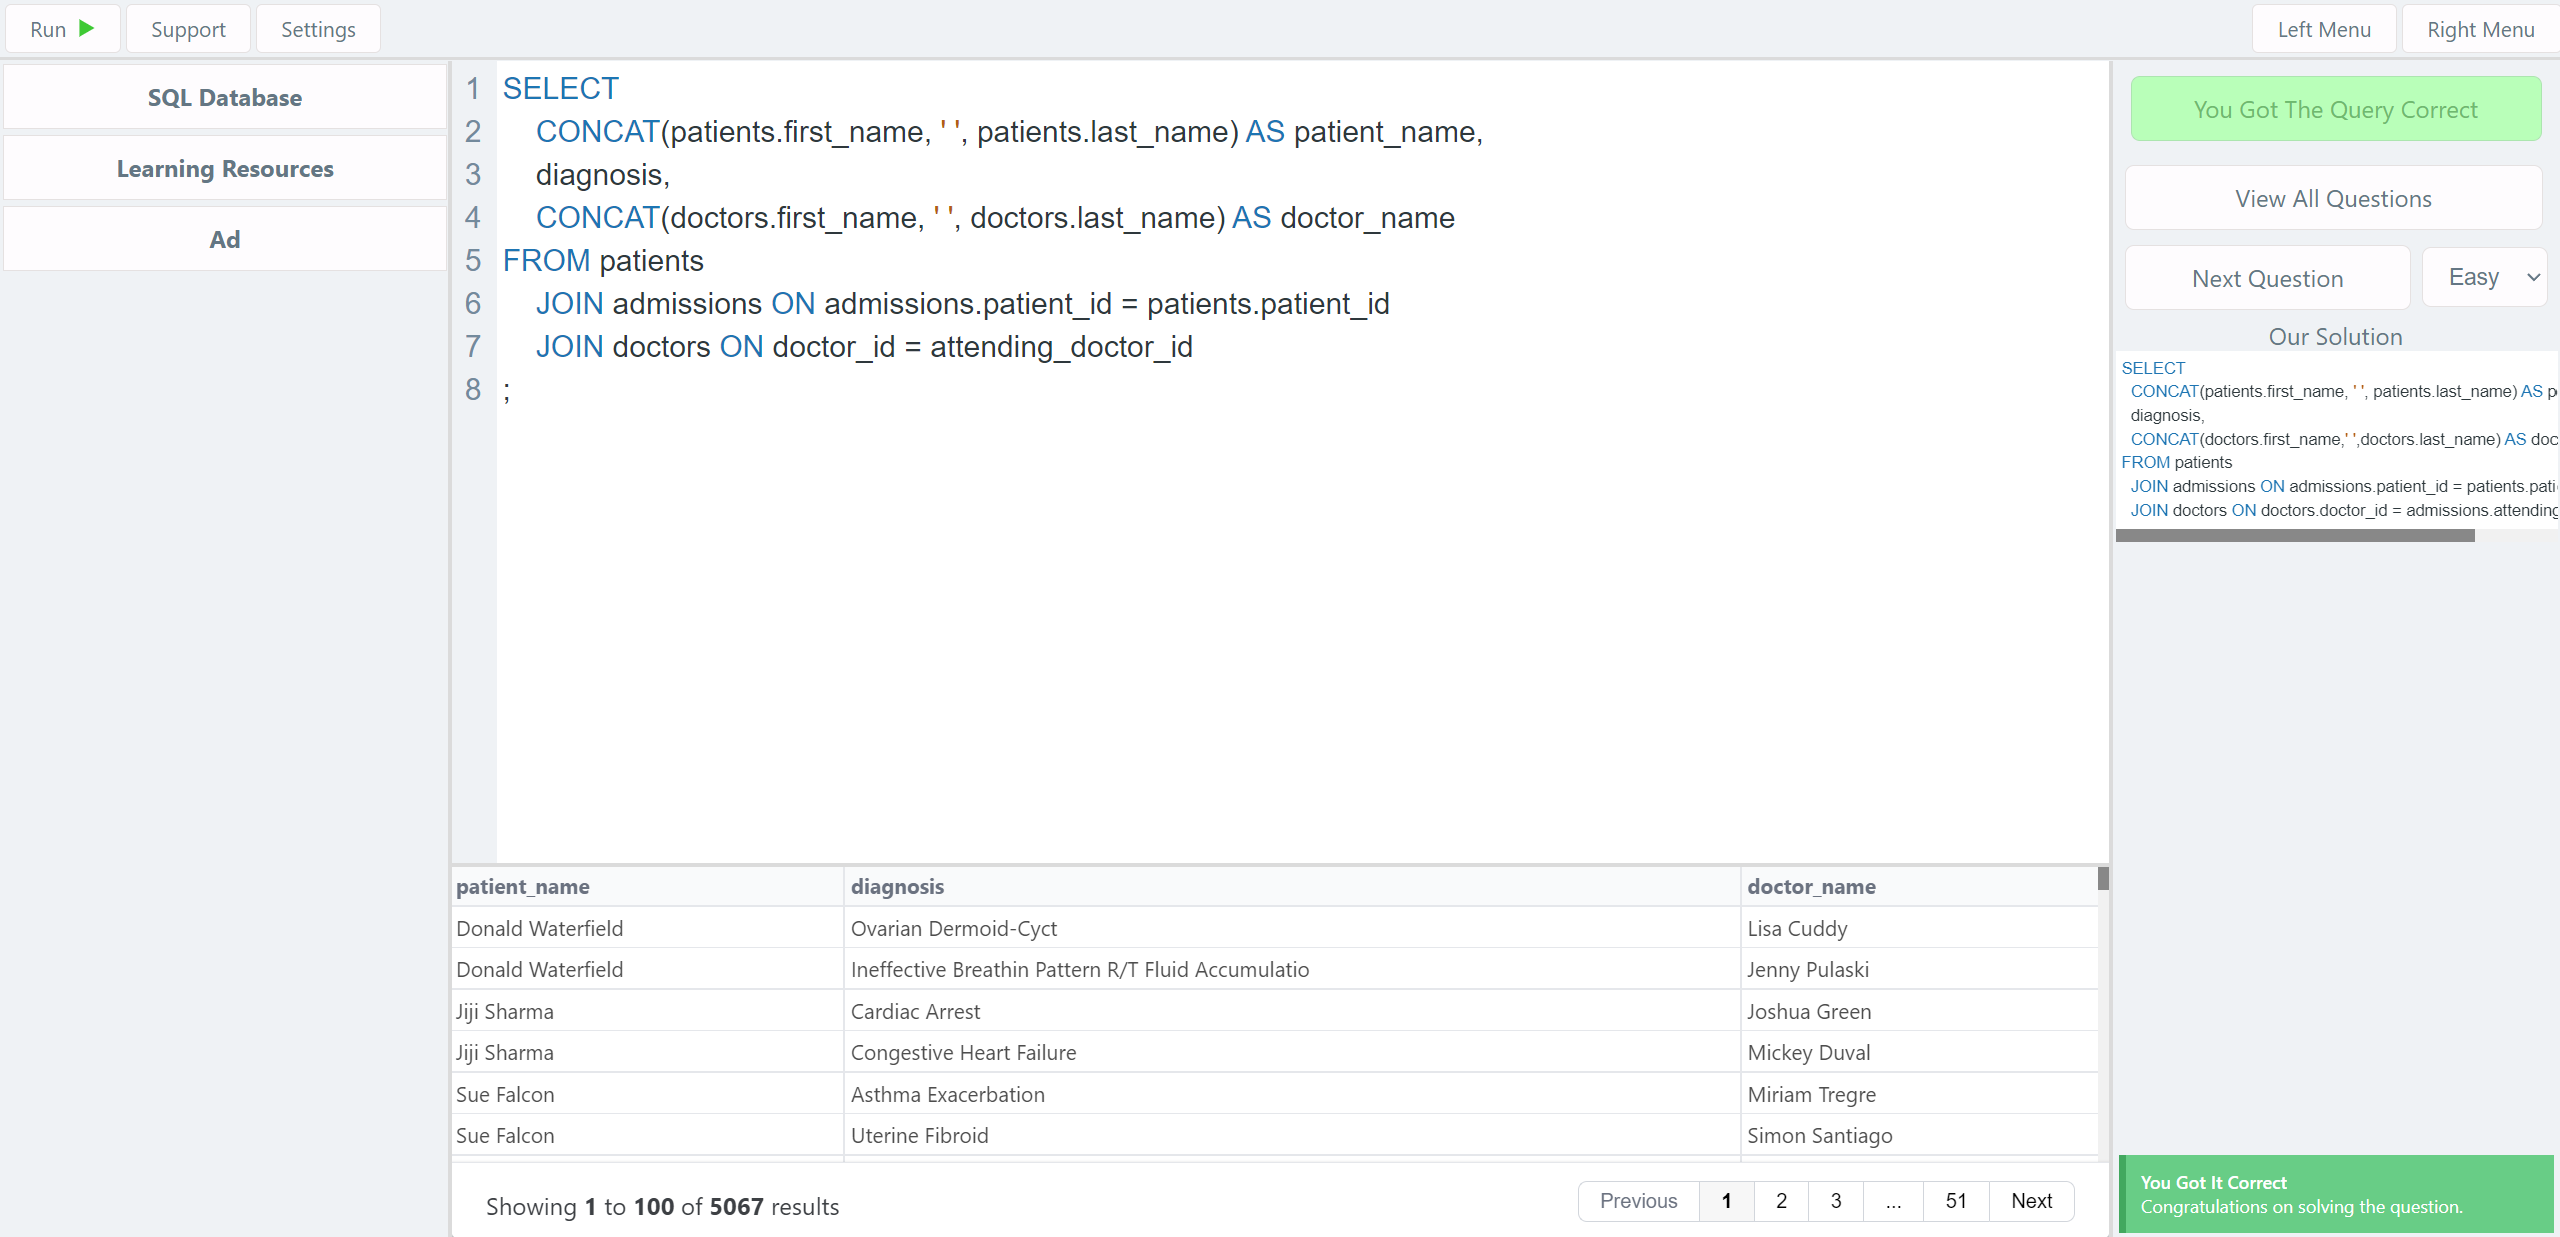 Run
Support
Settings
Left Menu
Right Menu
SQL Database
Learning Resources
Ad
1 SELECT
2 CONCAT(patients.first_name, ' ', patients.last_name) AS patient_name,
3 diagnosis,
4 CONCAT(doctors.first_name, ' ', doctors.last_name) AS doctor_name
5 FROM patients
6 JOIN admissions ON admissions.patient_id = patients.patient_id
7 JOIN doctors ON doctor_id = attending_doctor_id
8 ;
patient_name diagnosis doctor_name
Donald Waterfield Ovarian Dermoid-Cyct Lisa Cuddy
Donald Waterfield Ineffective Breathin Pattern R/T Fluid Accumulatio Jenny Pulaski
Jiji Sharma Cardiac Arrest Joshua Green
Jiji Sharma Congestive Heart Failure Mickey Duval
Sue Falcon Asthma Exacerbation Miriam Tregre
Sue Falcon Uterine Fibroid Simon Santiago
Showing 1 to 100 of 5067 results
Previous 1 2 3 ... 51 Next
You Got The Query Correct
View All Questions
Next Question
Easy
Our Solution
SELECT
CONCAT(patients.first_name, ' ', patients.last_name) AS p
diagnosis,
CONCAT(doctors.first_name,' ',doctors.last_name) AS doc
FROM patients
JOIN admissions ON admissions.patient_id = patients.pati
JOIN doctors ON doctors.doctor_id = admissions.attending
You Got It Correct
Congratulations on solving the question.